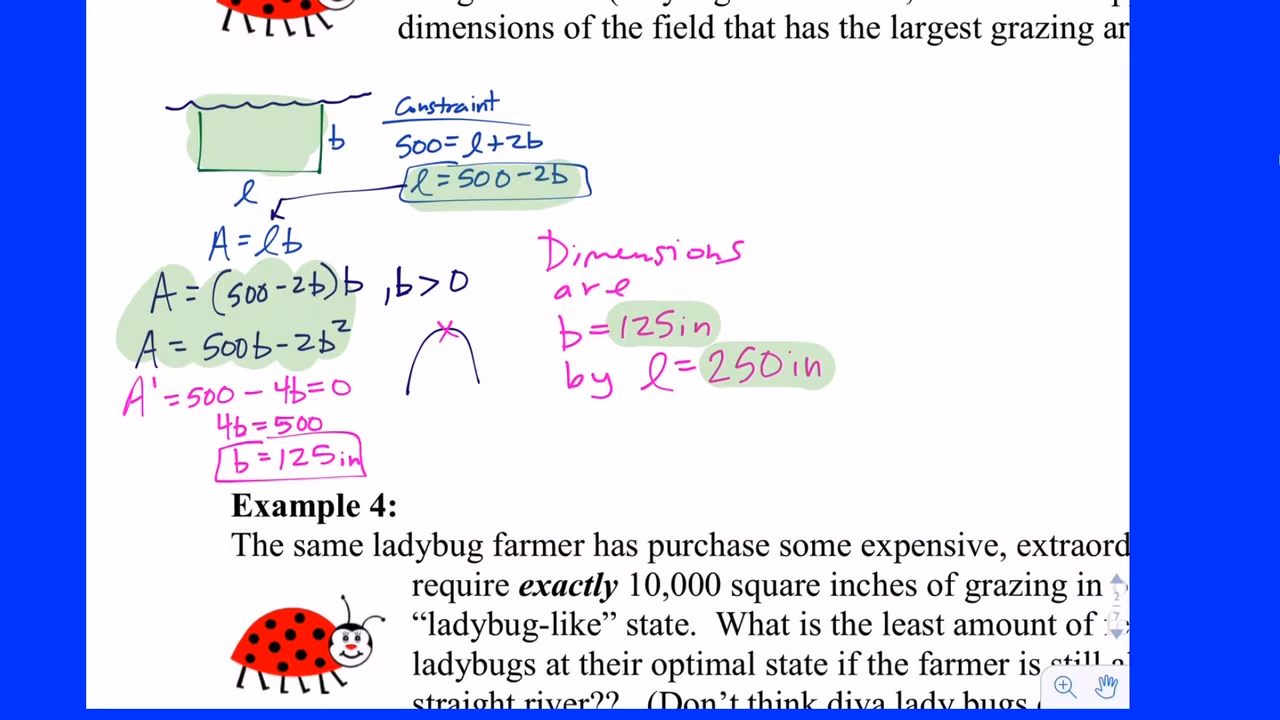 dimensions of the field that has the largest grazing
Constraint
500 = l + 2b
b
l = 500 - 2b
l
A = lb
A = (500 - 2b)b , b > 0
A = 500b - 2b²
A' = 500 - 4b = 0
4b = 500
b = 125in
Dimensions
are
b = 125in
by l = 250in
Example 4:
The same ladybug farmer has purchase some expensive,
require exactly 10,000 square inches of grazing in
“ladybug-like” state. What is the least amount of
ladybugs at their optimal state if the farmer is still
straight river?? (Don’t think diva lady bugs